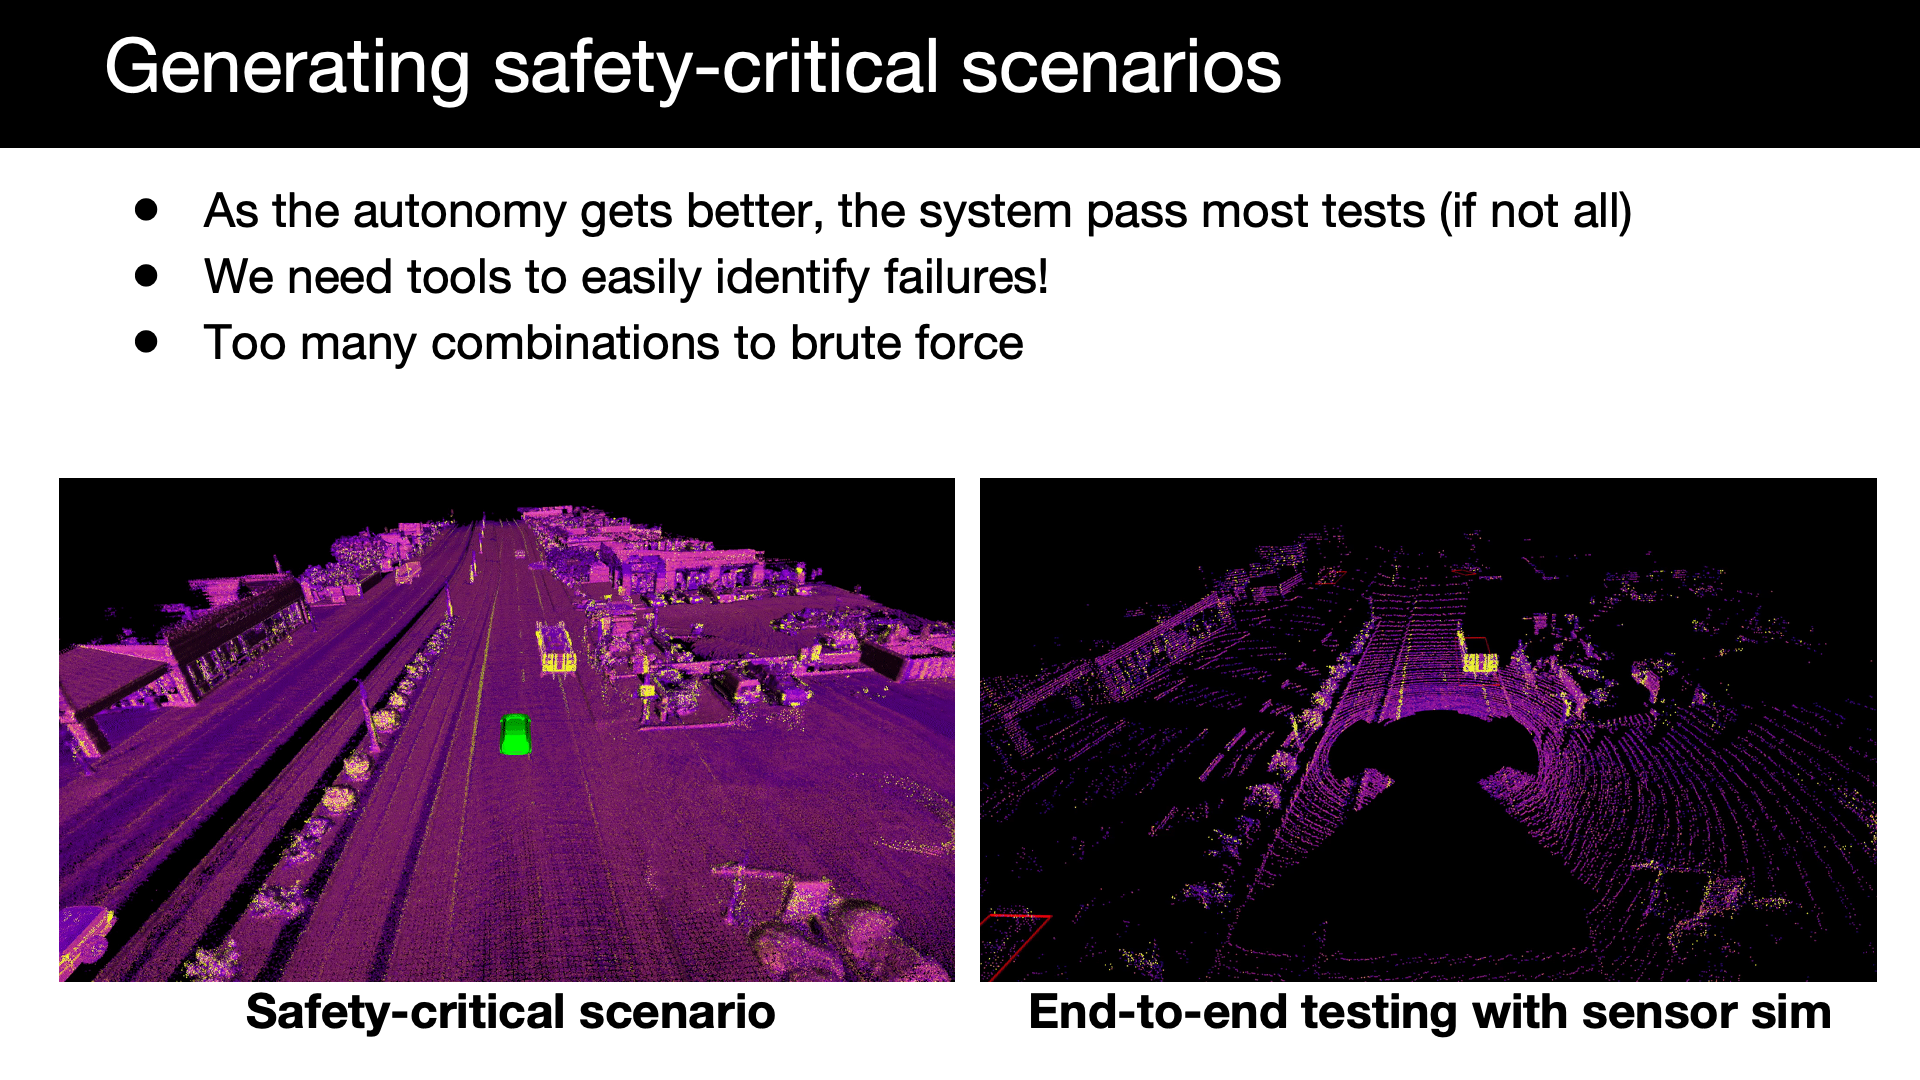 Generating safety-critical scenarios
● As the autonomy gets better, the system pass most tests (if not all)
● We need tools to easily identify failures!
● Too many combinations to brute force
Safety-critical scenario
End-to-end testing with sensor sim